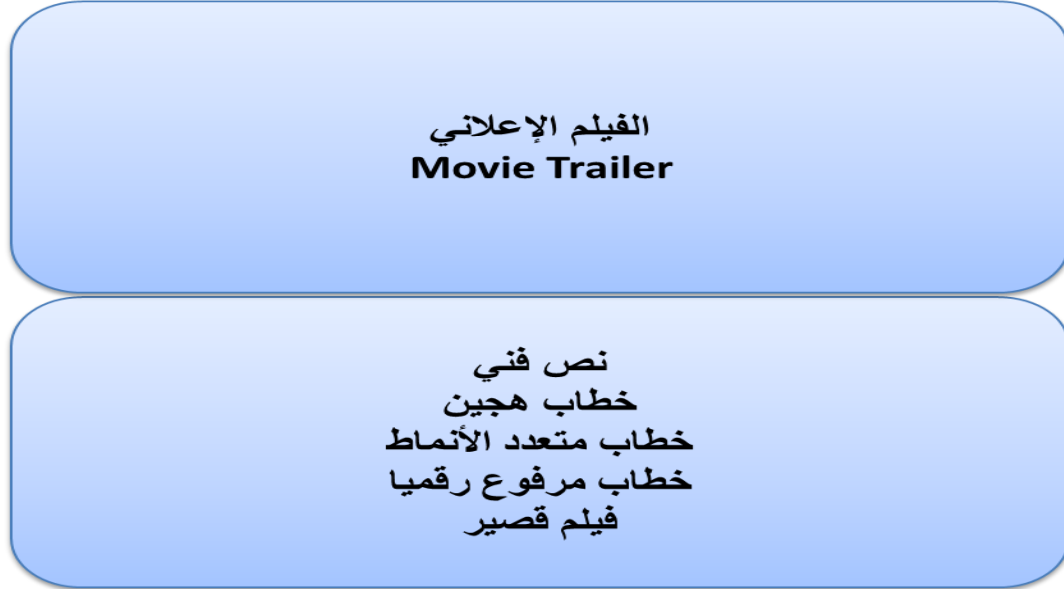 الفيلم الإعلاني
Movie Trailer
نص فني
خطاب هجين
خطاب متعدد الأنماط
خطاب مرفوع رقميا
فيلم قصير